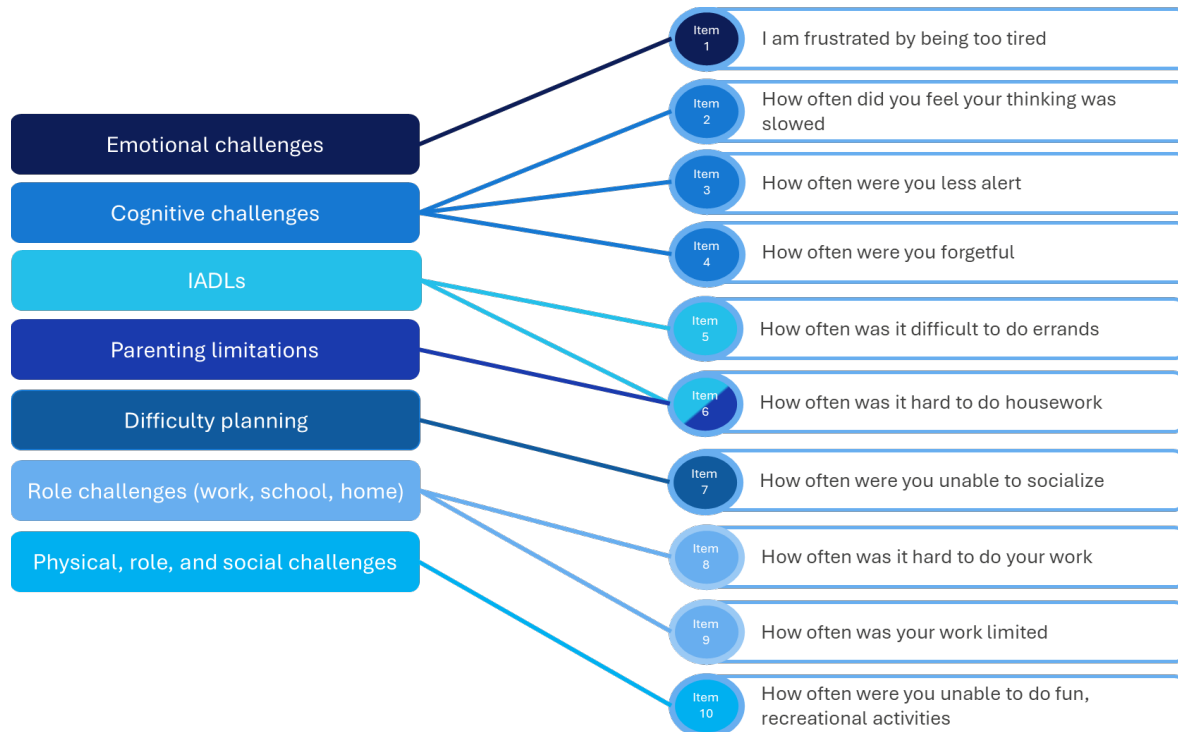 Emotional challenges
Cognitive challenges
IADLs
Parenting limitations
Difficulty planning
Role challenges (work, school, home)
Physical, role, and social challenges
Item
1
I am frustrated by being too tired
Item
2
How often did you feel your thinking was
slowed
Item
3
How often were you less alert
Item
4
How often were you forgetful
Item
5
How often was it difficult to do errands
Item
6
How often was it hard to do housework
Item
7
How often were you unable to socialize
Item
8
How often was it hard to do your work
Item
9
How often was your work limited
Item
10
How often were you unable to do fun,
recreational activities